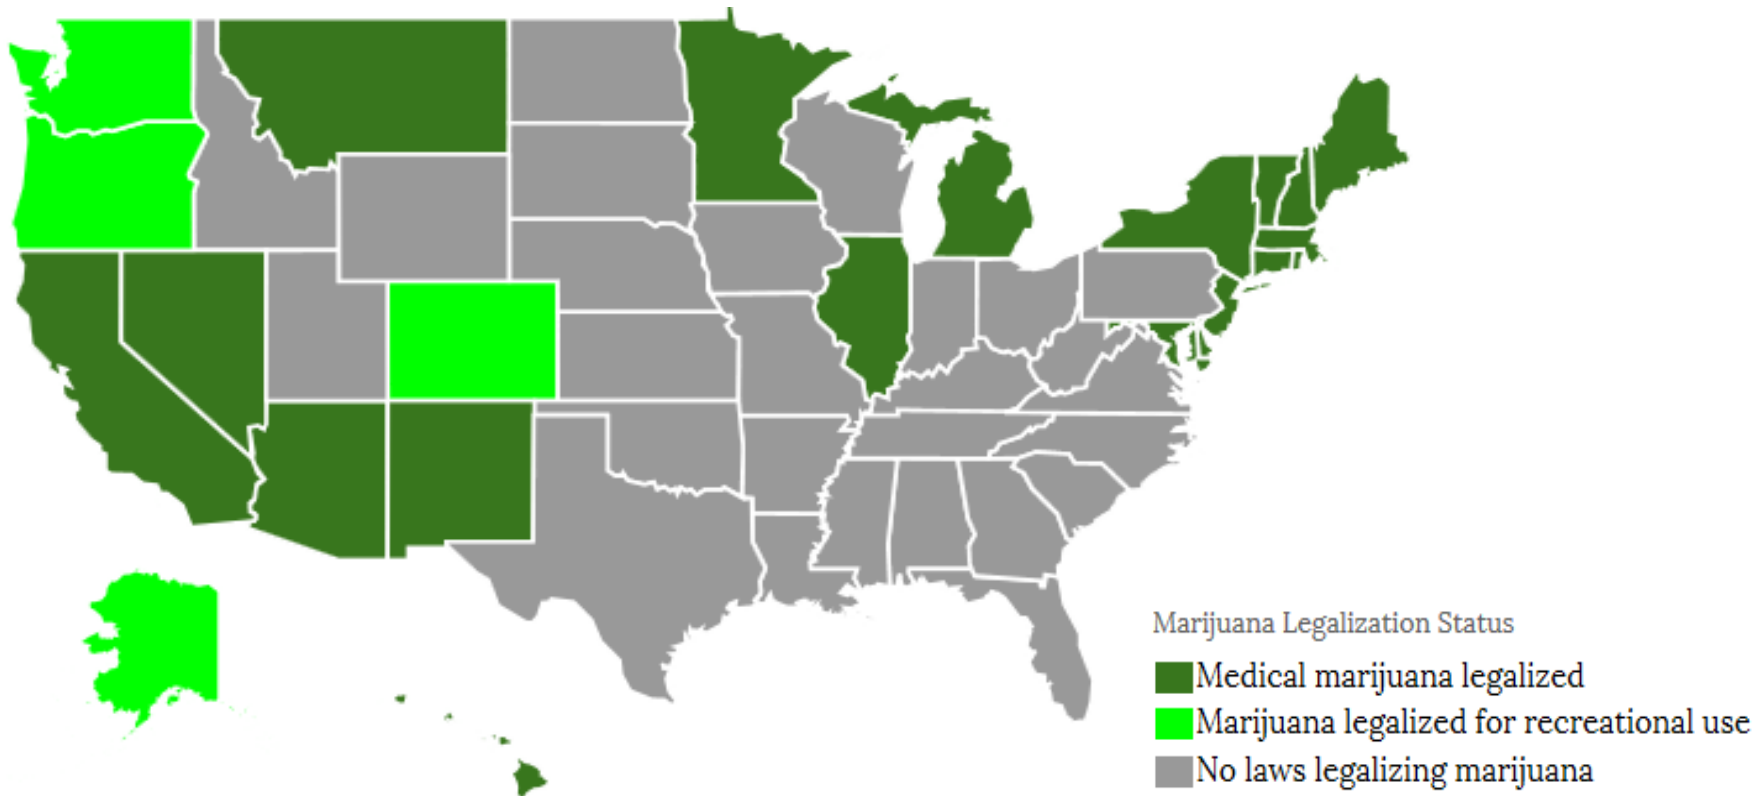 Marijuana Legalization Status
Medical marijuana legalized
Marijuana legalized for recreational use
No laws legalizing marijuana